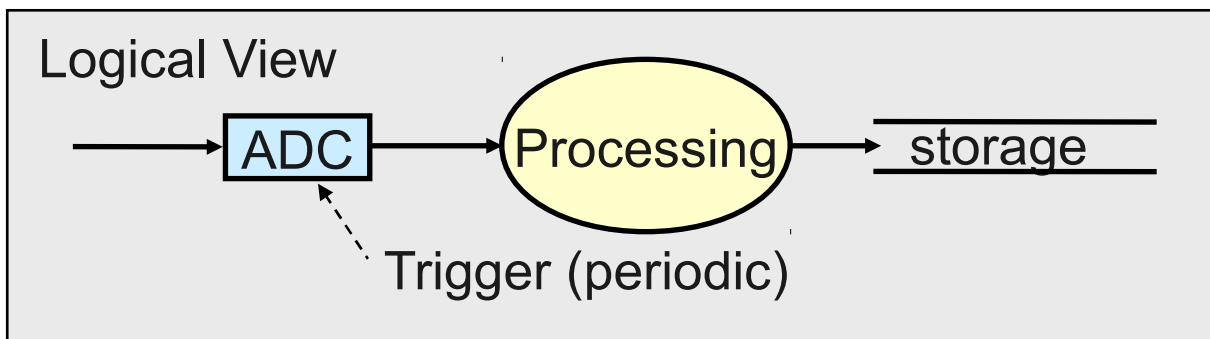 Logical View
ADC
Processing
storage
Trigger (periodic)